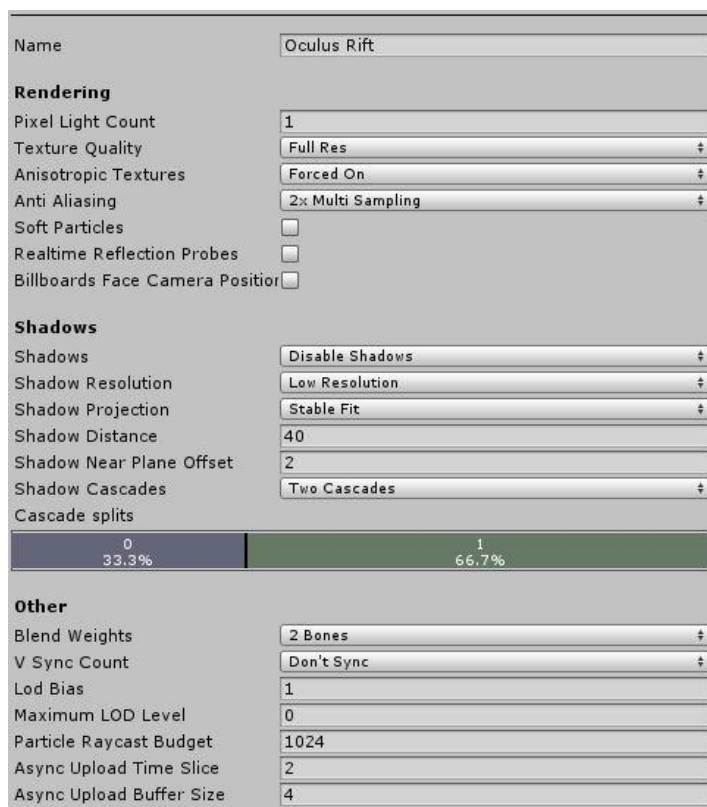 Name Oculus Rift
Rendering
Pixel Light Count 1
Texture Quality Full Res
Anisotropic Textures Forced On
Anti Aliasing 2x Multi Sampling
Soft Particles
Realtime Reflection Probes
Billboards Face Camera Position
Shadows
Shadows Disable Shadows
Shadow Resolution Low Resolution
Shadow Projection Stable Fit
Shadow Distance 40
Shadow Near Plane Offset 2
Shadow Cascades Two Cascades
Cascade splits
0 1
33.3% 66.7%
Other
Blend Weights 2 Bones
V Sync Count Don't Sync
Lod Bias 1
Maximum LOD Level 0
Particle Raycast Budget 1024
Async Upload Time Slice 2
Async Upload Buffer Size 4